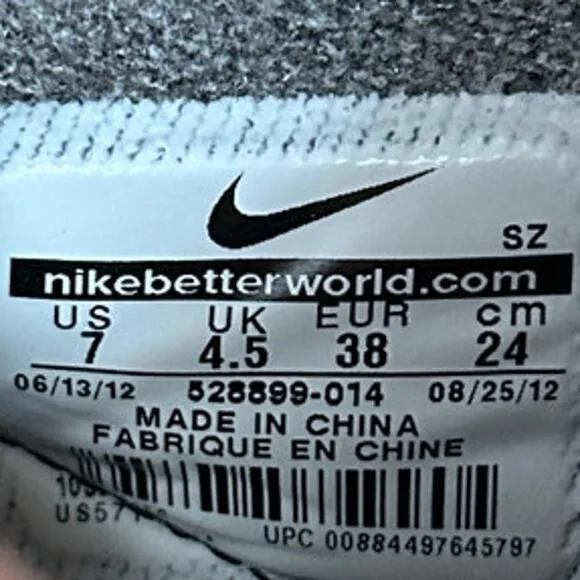 SZ
nikebetterworld.com
US UK EUR cm
7 4.5 38 24
06/13/12 528899-014 08/25/12
MADE IN CHINA
FABRIQUE EN CHINE
UPC 00884497645797